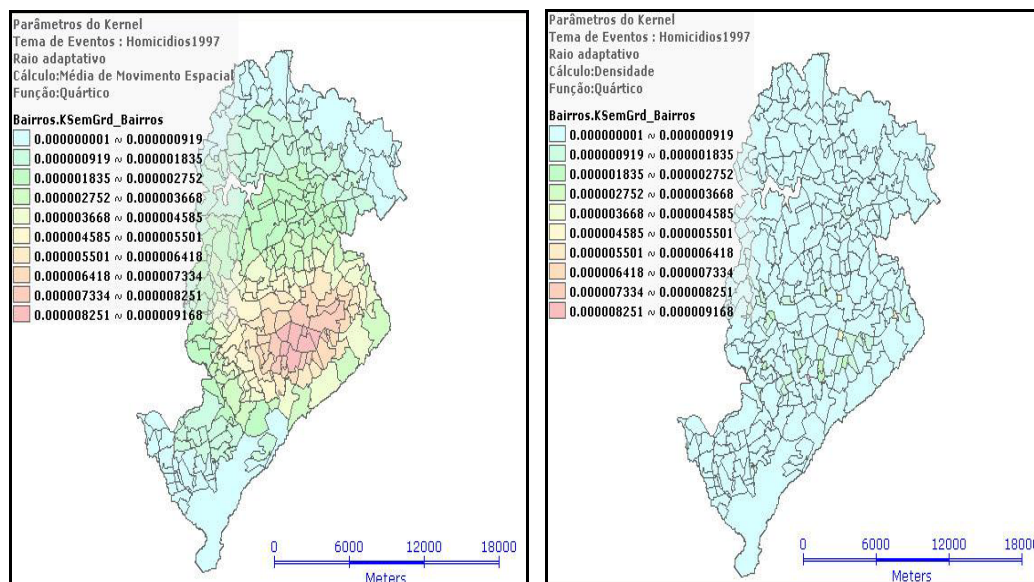 Parâmetros do Kernel
Tema de Eventos : Homicidios1997
Raio adaptativo
Cálculo:Média de Movimento Espacial
Função:Quártico
Bairros.KSemGrd_Bairros
0.000000001 ~ 0.000000919
0.000000919 ~ 0.000001835
0.000001835 ~ 0.000002752
0.000002752 ~ 0.000003668
0.000003668 ~ 0.000004585
0.000004585 ~ 0.000005501
0.000005501 ~ 0.000006418
0.000006418 ~ 0.000007334
0.000007334 ~ 0.000008251
0.000008251 ~ 0.000009168
0 6000 12000 18000
Meters
Parâmetros do Kernel
Tema de Eventos : Homicidios1997
Raio adaptativo
Cálculo:Densidade
Função:Quártico
Bairros.KSemGrd_Bairros
0.000000001 ~ 0.000000919
0.000000919 ~ 0.000001835
0.000001835 ~ 0.000002752
0.000002752 ~ 0.000003668
0.000003668 ~ 0.000004585
0.000004585 ~ 0.000005501
0.000005501 ~ 0.000006418
0.000006418 ~ 0.000007334
0.000007334 ~ 0.000008251
0.000008251 ~ 0.000009168
0 6000 12000 18000
Meters